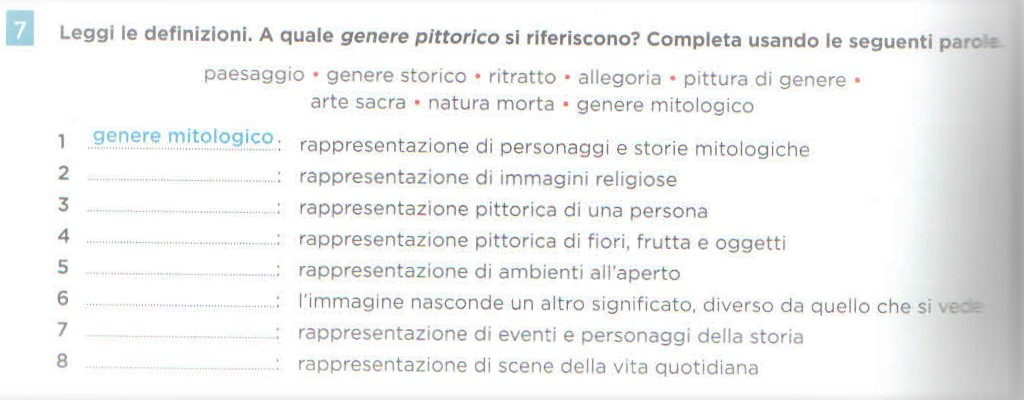 7 Leggi le definizioni. A quale genere pittorico si riferiscono? Completa usando le seguenti parole.
paesaggio • genere storico • ritratto • allegoria • pittura di genere •
arte sacra • natura morta • genere mitologico
1 genere mitologico: rappresentazione di personaggi e storie mitologiche
2 ........................: rappresentazione di immagini religiose
3 ........................: rappresentazione pittorica di una persona
4 ........................: rappresentazione pittorica di fiori, frutta e oggetti
5 ........................: rappresentazione di ambienti all'aperto
6 ........................: l'immagine nasconde un altro significato, diverso da quello che si vede
7 ........................: rappresentazione di eventi e personaggi della storia
8 ........................: rappresentazione di scene della vita quotidiana